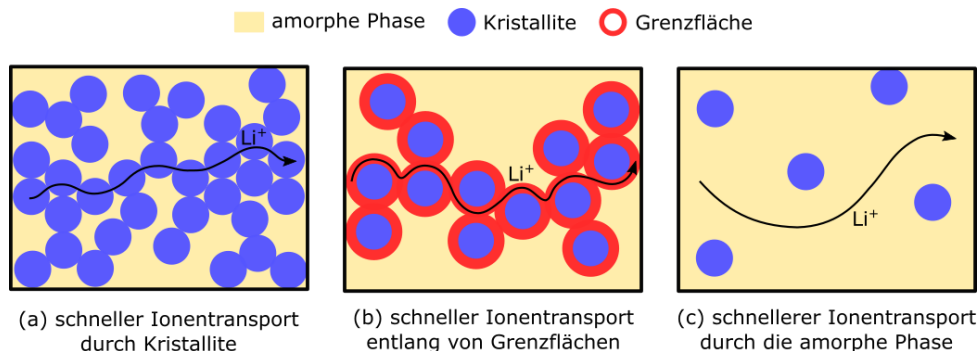 amorphe Phase Kristallite Grenzfläche
Li+
Li+
Li+
(a) schneller Ionentransport
durch Kristallite
(b) schneller Ionentransport
entlang von Grenzflächen
(c) schnellerer Ionentransport
durch die amorphe Phase